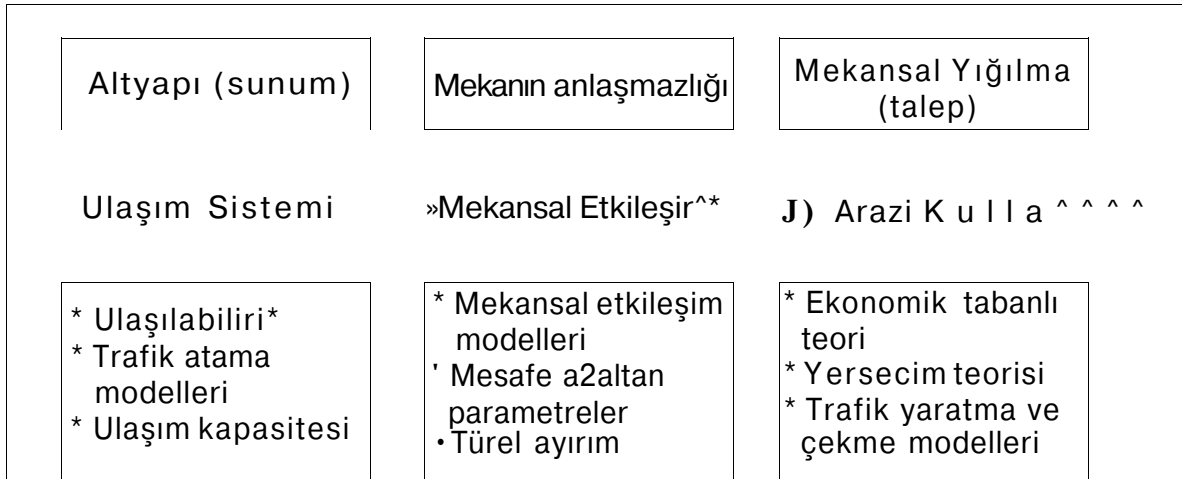 Altyapı (sunum)
Mekanın anlaşmazlığı
Mekansal Yığılma
(talep)
Ulaşım Sistemi
»Mekansal Etkileşir^*
J) Arazi Kulla^^^^
* Ulaşılabiliri*
* Trafik atama
modelleri
* Ulaşım kapasitesi
* Mekansal etkileşim
modelleri
' Mesafe a2altan
parametreler
• Türel ayırım
* Ekonomik tabanlı
teori
* Yersecim teorisi
* Trafik yaratma ve
çekme modelleri